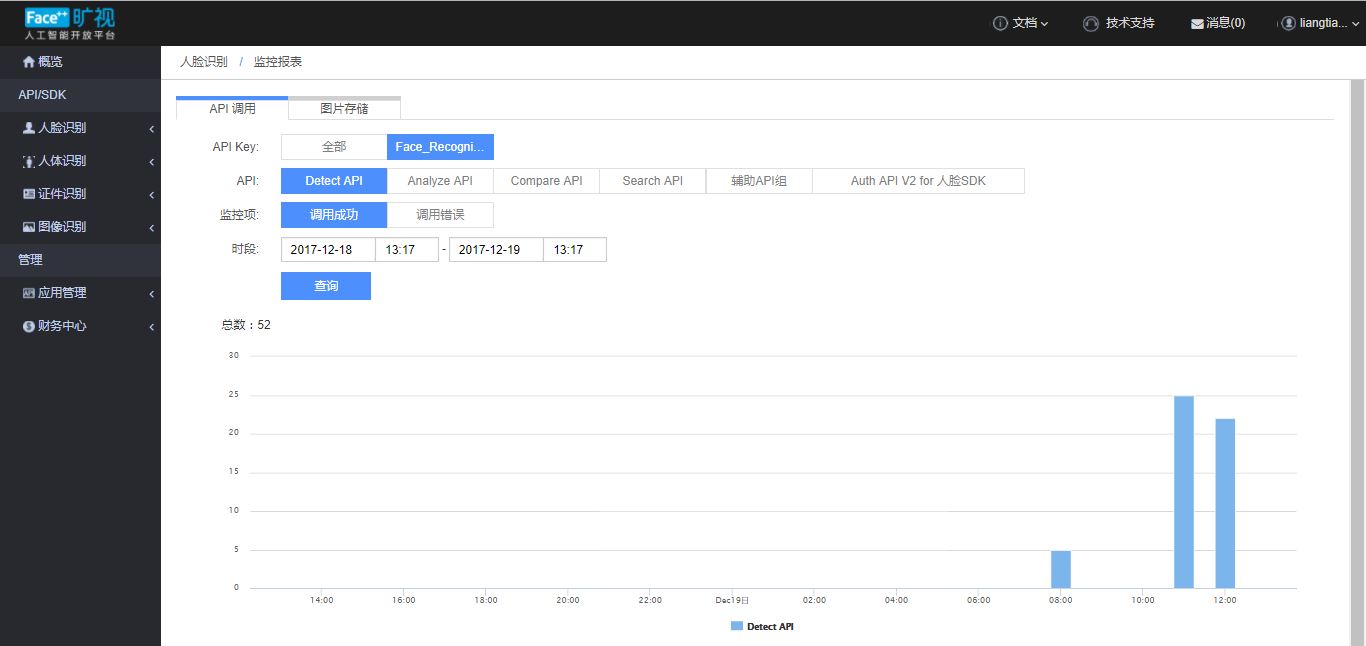 Face++ 旷视
人工智能开放平台
文档
技术支持
消息(0)
liangtia...
概览
API/SDK
人脸识别
人体识别
证件识别
图像识别
管理
应用管理
财务中心
人脸识别 / 监控报表
API 调用 图片存储
API Key: 全部 Face_Recogni...
API: Detect API Analyze API Compare API Search API 辅助API组 Auth API V2 for 人脸SDK
监控项: 调用成功 调用错误
时段: 2017-12-18 13:17 - 2017-12-19 13:17
查询
总数：52
30
25
20
15
10
5
0
14:00 16:00 18:00 20:00 22:00 Dec19日 02:00 04:00 06:00 08:00 10:00 12:00
Detect API